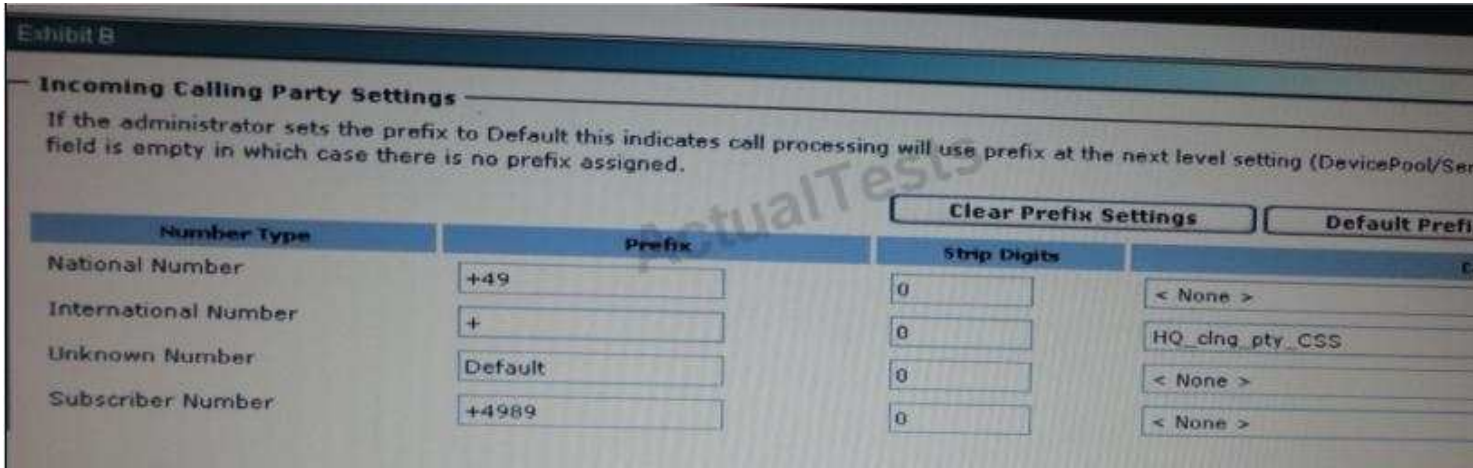 Exhibit B
Incoming Calling Party Settings
If the administrator sets the prefix to Default this indicates call processing will use prefix at the next level setting (DevicePool/Ser
field is empty in which case there is no prefix assigned.
ActualTests
Clear Prefix Settings Default Prefi
Number Type Prefix Strip Digits
National Number +49 0 < None >
International Number + 0 HQ_clng_pty_CSS
Unknown Number Default 0 < None >
Subscriber Number +4989 0 < None >